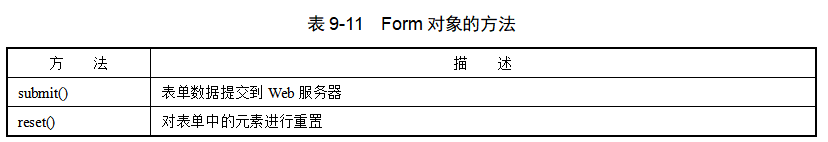 表 9-11 Form 对象的方法
方 法 描 述
submit() 表单数据提交到 Web 服务器
reset() 对表单中的元素进行重置